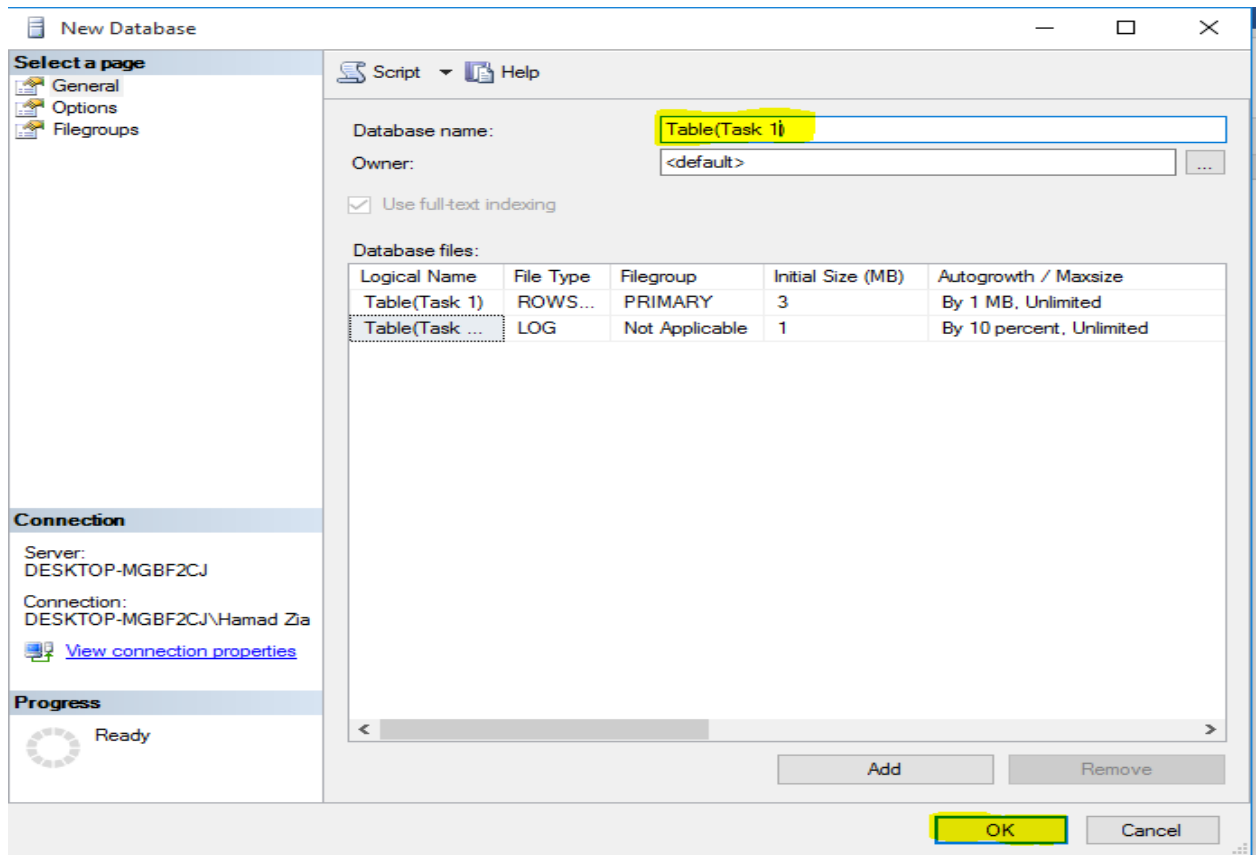 New Database
Select a page
General
Options
Filegroups
Script Help
Database name: Table(Task 1)
Owner: <default> ...
Use full-text indexing
Database files:
Logical Name File Type Filegroup Initial Size (MB) Autogrowth / Maxsize
Table(Task 1) ROWS... PRIMARY 3 By 1 MB, Unlimited
Table(Task ... LOG Not Applicable 1 By 10 percent, Unlimited
Connection
Server:
DESKTOP-MGBF2CJ
Connection:
DESKTOP-MGBF2CJ\Hamad Zia
View connection properties
Progress
Ready
Add Remove
OK Cancel